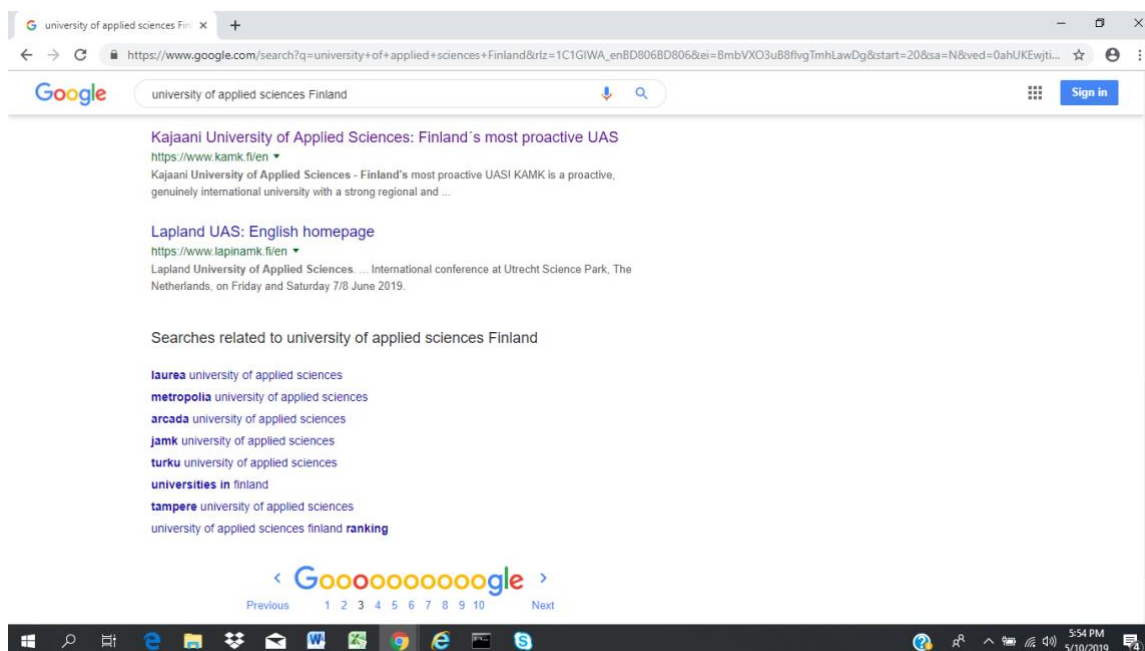 university of applied sciences Fin
https://www.google.com/search?q=university+of+applied+sciences+Finland&rlz=1C1GIWA_enBD806BD806&ei=BmbVXO3uB8flvgTmhLawDg&start=20&sa=N&ved=0ahUKEwjti...
Google
university of applied sciences Finland
Sign in
Kajaani University of Applied Sciences: Finland´s most proactive UAS
https://www.kamk.fi/en
Kajaani University of Applied Sciences - Finland's most proactive UAS! KAMK is a proactive,
genuinely international university with a strong regional and ...
Lapland UAS: English homepage
https://www.lapinamk.fi/en
Lapland University of Applied Sciences. ... International conference at Utrecht Science Park, The
Netherlands, on Friday and Saturday 7/8 June 2019.
Searches related to university of applied sciences Finland
laurea university of applied sciences
metropolia university of applied sciences
arcada university of applied sciences
jamk university of applied sciences
turku university of applied sciences
universities in finland
tampere university of applied sciences
university of applied sciences finland ranking
Goooooooooogle
Previous 1 2 3 4 5 6 7 8 9 10 Next
5:54 PM
5/10/2019